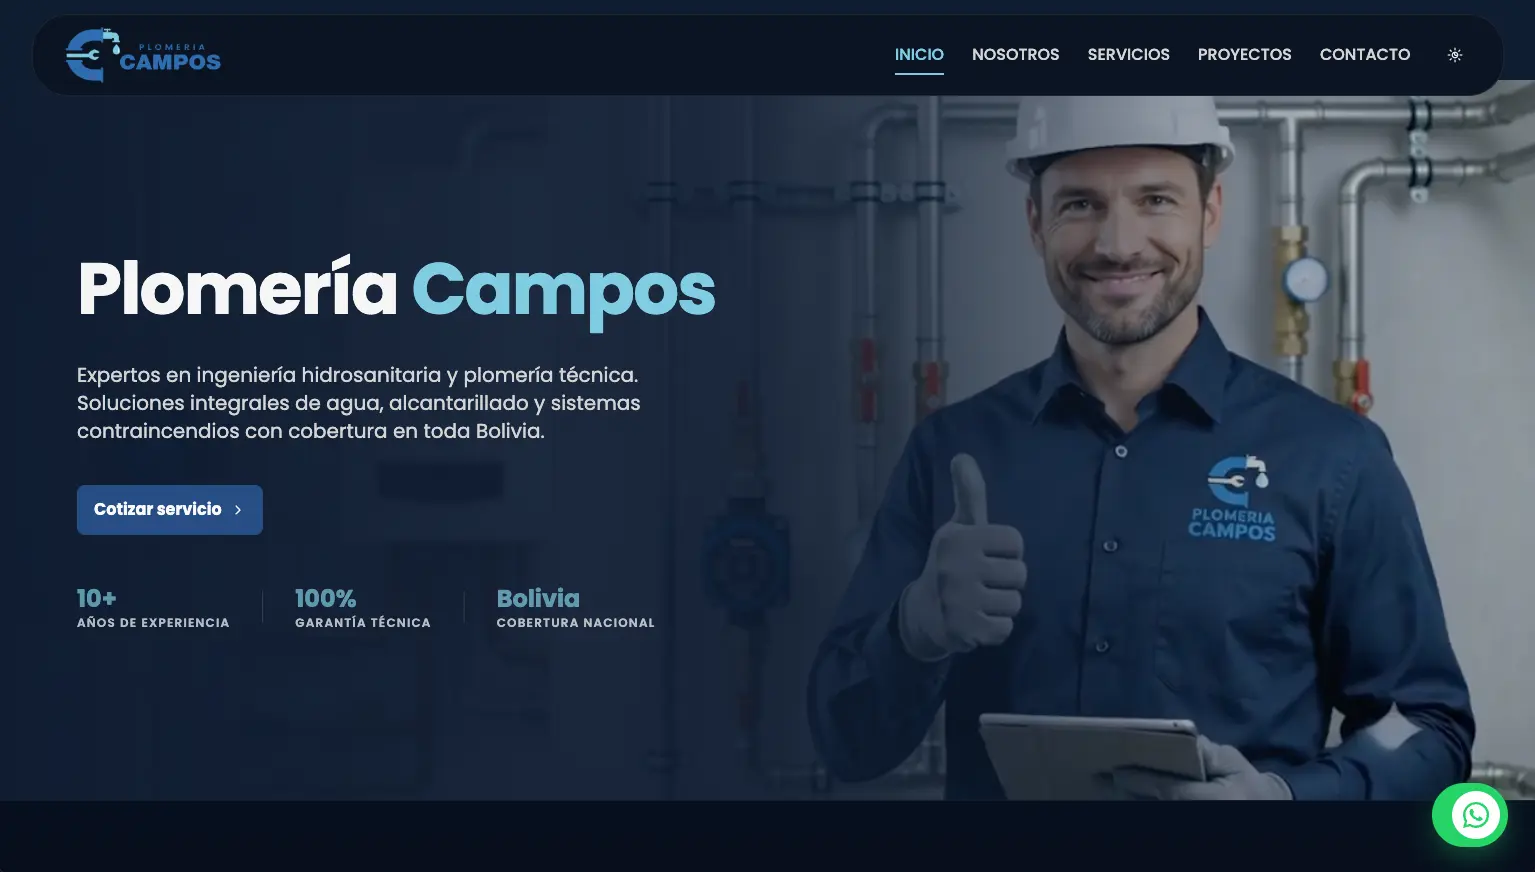 PLOMERIA
CAMPOS
INICIO
NOSOTROS
SERVICIOS
PROYECTOS
CONTACTO
Plomería Campos
Expertos en ingeniería hidrosanitaria y plomería técnica.
Soluciones integrales de agua, alcantarillado y sistemas
contraincendios con cobertura en toda Bolivia.
Cotizar servicio
10+
AÑOS DE EXPERIENCIA
100%
GARANTÍA TÉCNICA
Bolivia
COBERTURA NACIONAL
PLOMERIA
CAMPOS